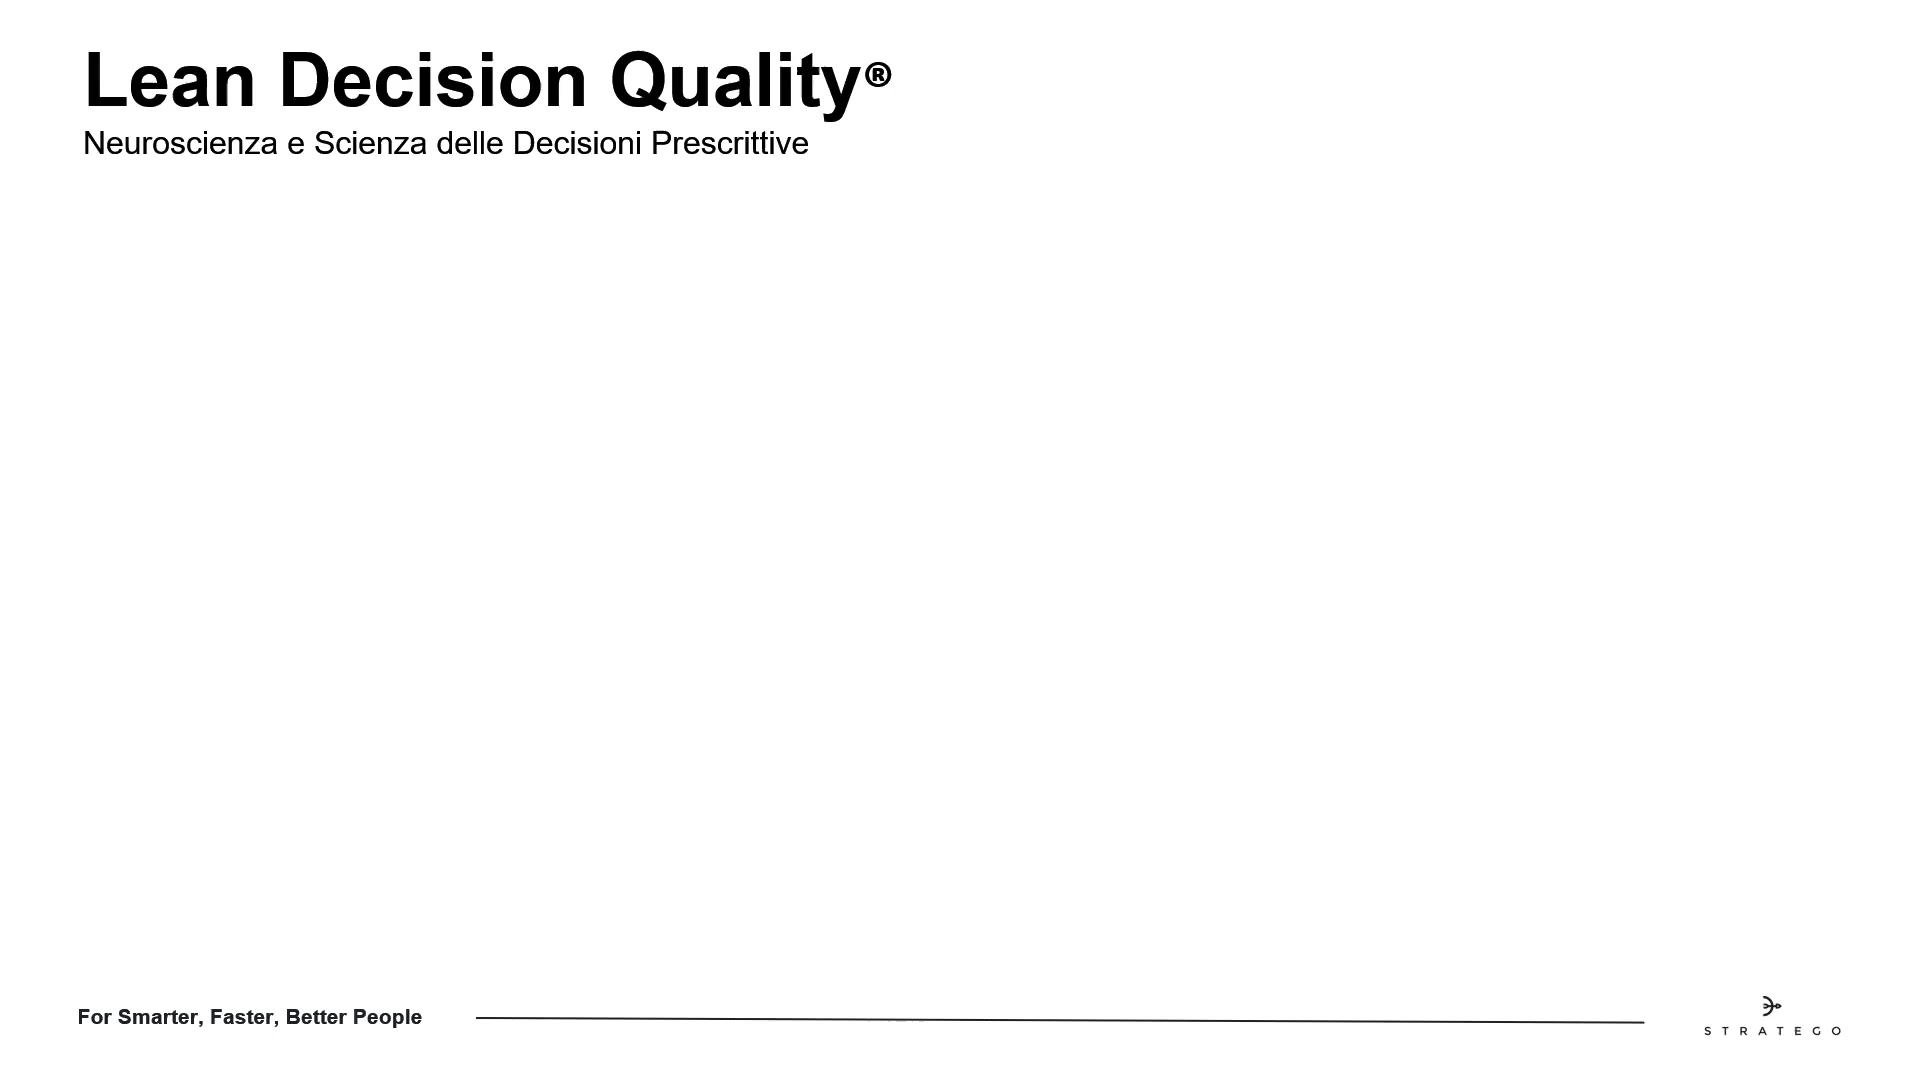 Lean Decision Quality®
Neuroscienza e Scienza delle Decisioni Prescrittive
For Smarter, Faster, Better People
STRATEGO